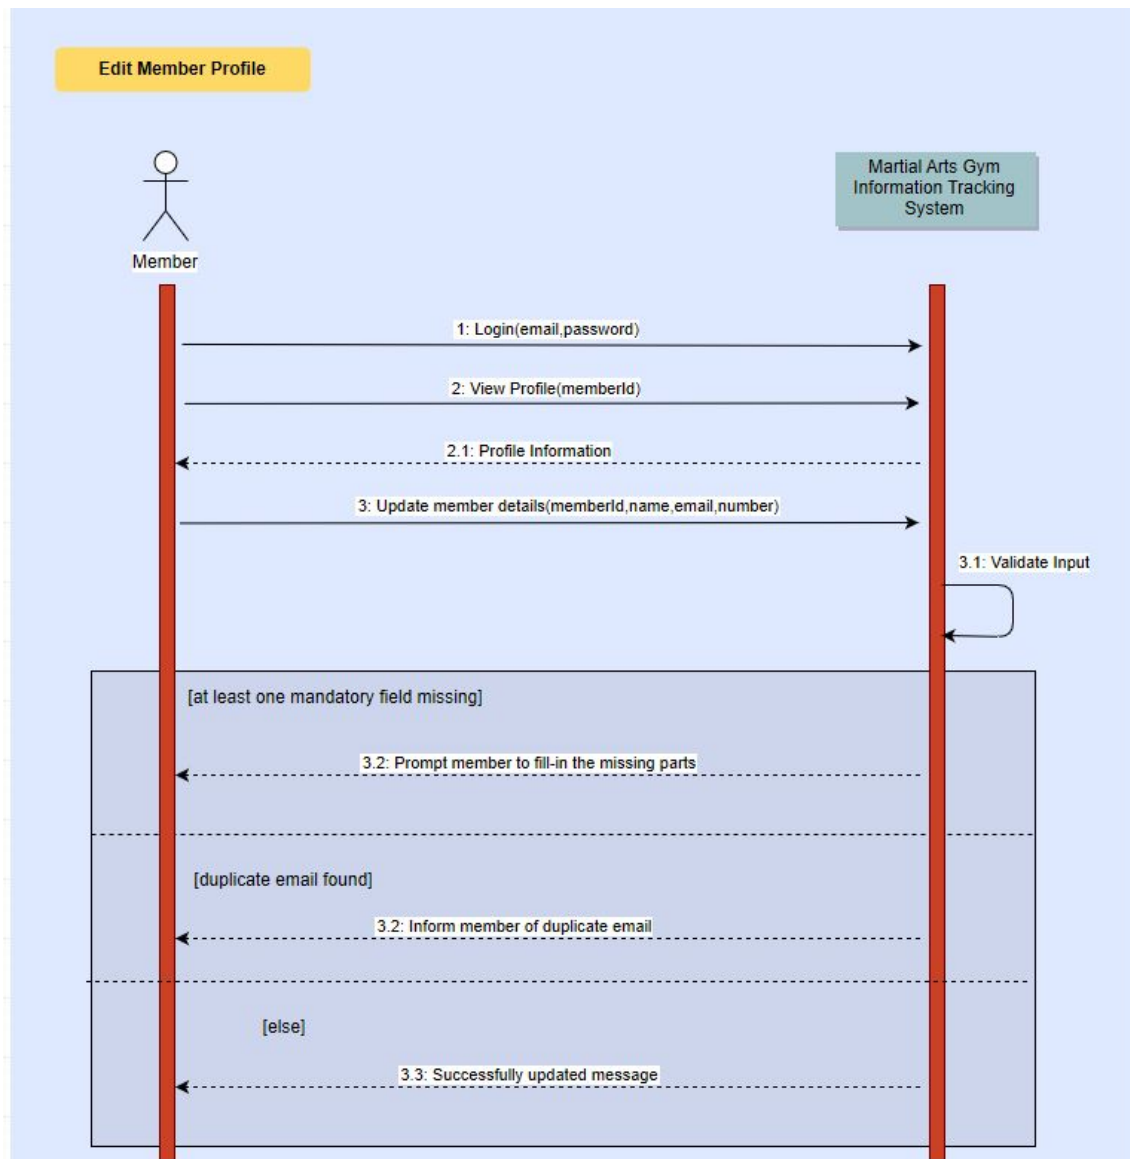 Edit Member Profile
Martial Arts Gym
Information Tracking
System
Member
1: Login(email,password)
2: View Profile(memberId)
2.1: Profile Information
3: Update member details(memberId,name,email,number)
3.1: Validate Input
[at least one mandatory field missing]
3.2: Prompt member to fill-in the missing parts
[duplicate email found]
3.2: Inform member of duplicate email
[else]
3.3: Successfully updated message